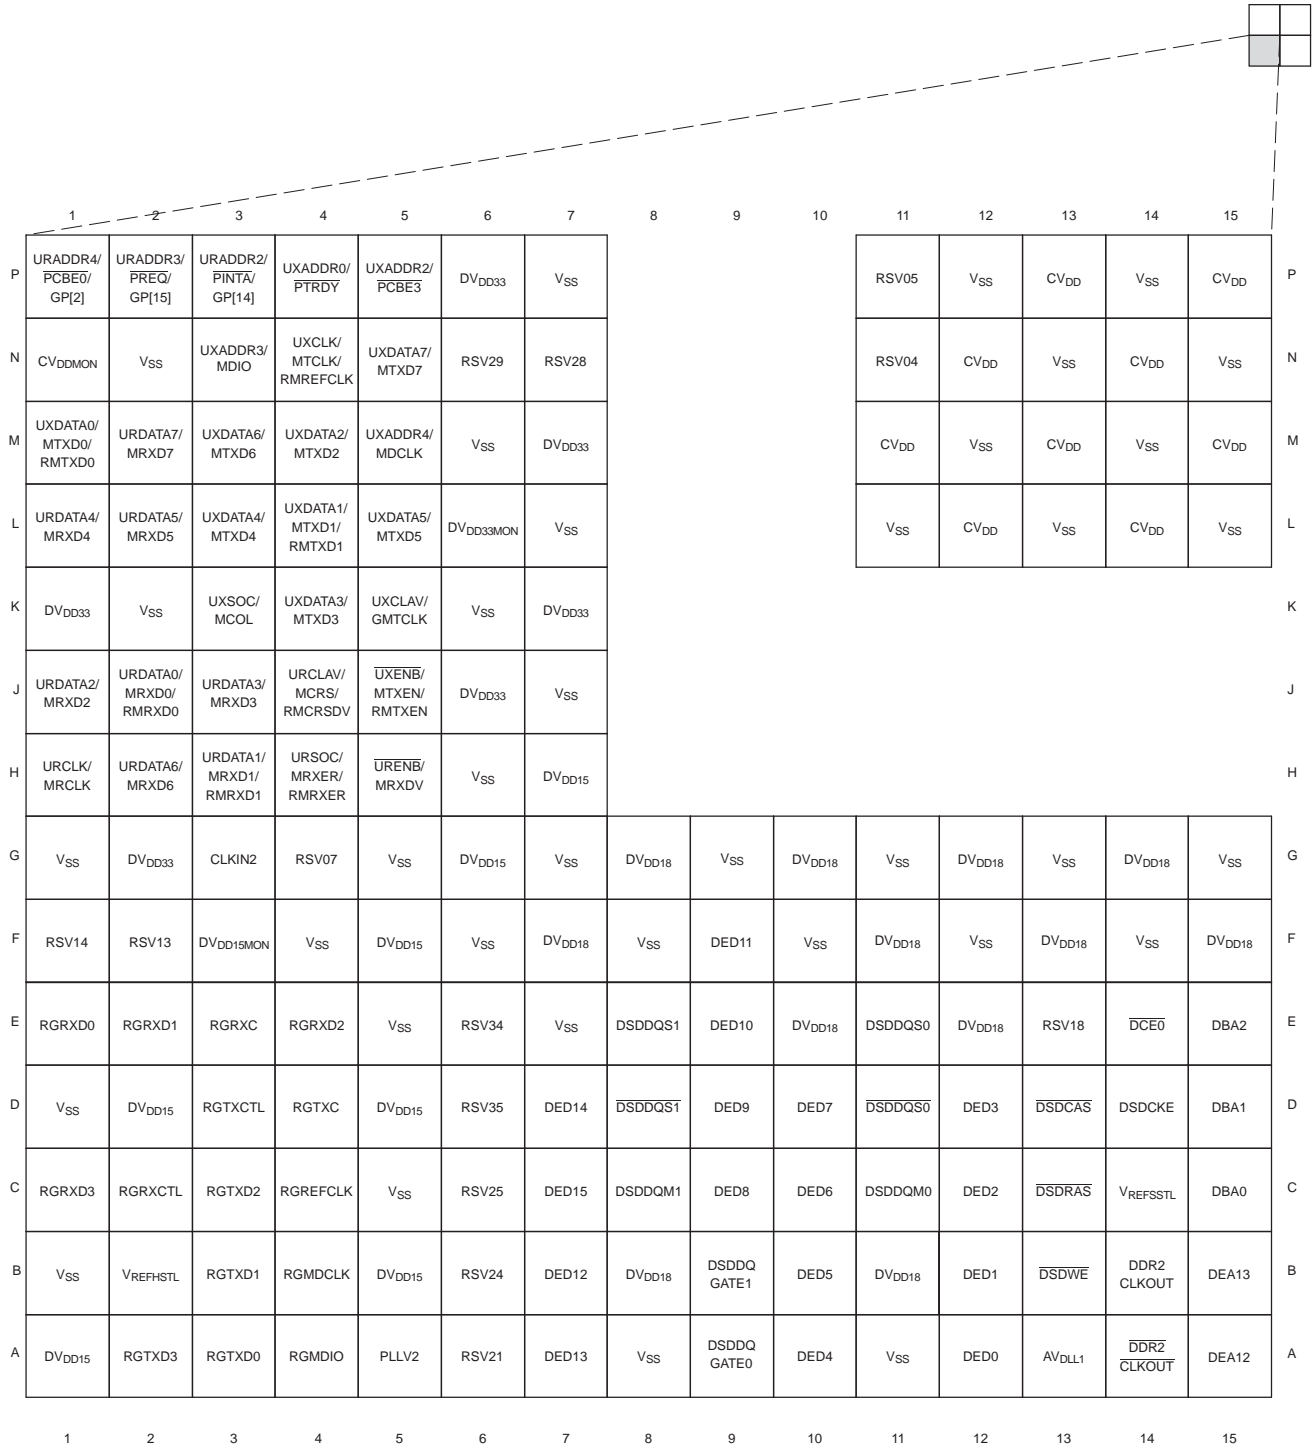 1 2 3 4 5 6 7 8 9 10 11 12 13 14 15
P URADDR4/ PCBE0/ GP[2] URADDR3/ PREQ/ GP[15] URADDR2/ PINTA/ GP[14] UXADDR0/ PTRDY UXADDR2/ PCBE3 DVDD33 VSS RSV05 VSS CVDD VSS CVDD P
N CVDDMON VSS UXADDR3/ MDIO UXCLK/ MTCLK/ RMREFCLK UXDATA7/ MTXD7 RSV29 RSV28 RSV04 CVDD VSS CVDD VSS N
M UXDATA0/ MTXD0/ RMTXD0 URDATA7/ MRXD7 UXDATA6/ MTXD6 UXDATA2/ MTXD2 UXADDR4/ MDCLK VSS DVDD33 CVDD VSS CVDD VSS CVDD M
L URDATA4/ MRXD4 URDATA5/ MRXD5 UXDATA4/ MTXD4 UXDATA1/ MTXD1/ RMTXD1 UXDATA5/ MTXD5 DVDD33MON VSS VSS CVDD VSS CVDD VSS L
K DVDD33 VSS UXSOC/ MCOL UXDATA3/ MTXD3 UXCLAV/ GMTCLK VSS DVDD33 K
J URDATA2/ MRXD2 URDATA0/ MRXD0/ RMRXD0 URDATA3/ MRXD3 URCLAV/ MCRS/ RMCRSDV UXENB/ MTXEN/ RMTXEN DVDD33 VSS J
H URCLK/ MRCLK URDATA6/ MRXD6 URDATA1/ MRXD1/ RMRXD1 URSOC/ MRXER/ RMRXER URENB/ MRXDV VSS DVDD15 H
G VSS DVDD33 CLKIN2 RSV07 VSS DVDD15 VSS DVDD18 VSS DVDD18 VSS DVDD18 VSS DVDD18 VSS G
F RSV14 RSV13 DVDD15MON VSS DVDD15 VSS DVDD18 VSS DED11 VSS DVDD18 VSS DVDD18 VSS DVDD18 F
E RGRXD0 RGRXD1 RGRXC RGRXD2 VSS RSV34 VSS DSDDQS1 DED10 DVDD18 DSDDQS0 DVDD18 RSV18 DCE0 DBA2 E
D VSS DVDD15 RGTXCTL RGTXC DVDD15 RSV35 DED14 DSDDQS1 DED9 DED7 DSDDQS0 DED3 DSDCAS DSDCKE DBA1 D
C RGRXD3 RGRXCTL RGTXD2 RGREFCLK VSS RSV25 DED15 DSDDQM1 DED8 DED6 DSDDQM0 DED2 DSDRAS VREFSSTL DBA0 C
B VSS VREFHSTL RGTXD1 RGMDCLK DVDD15 RSV24 DED12 DVDD18 DSDDQ GATE1 DED5 DVDD18 DED1 DSDWE DDR2 CLKOUT DEA13 B
A DVDD15 RGTXD3 RGTXD0 RGMDIO PLLV2 RSV21 DED13 VSS DSDDQ GATE0 DED4 VSS DED0 AVDLL1 DDR2 CLKOUT DEA12 A
1 2 3 4 5 6 7 8 9 10 11 12 13 14 15